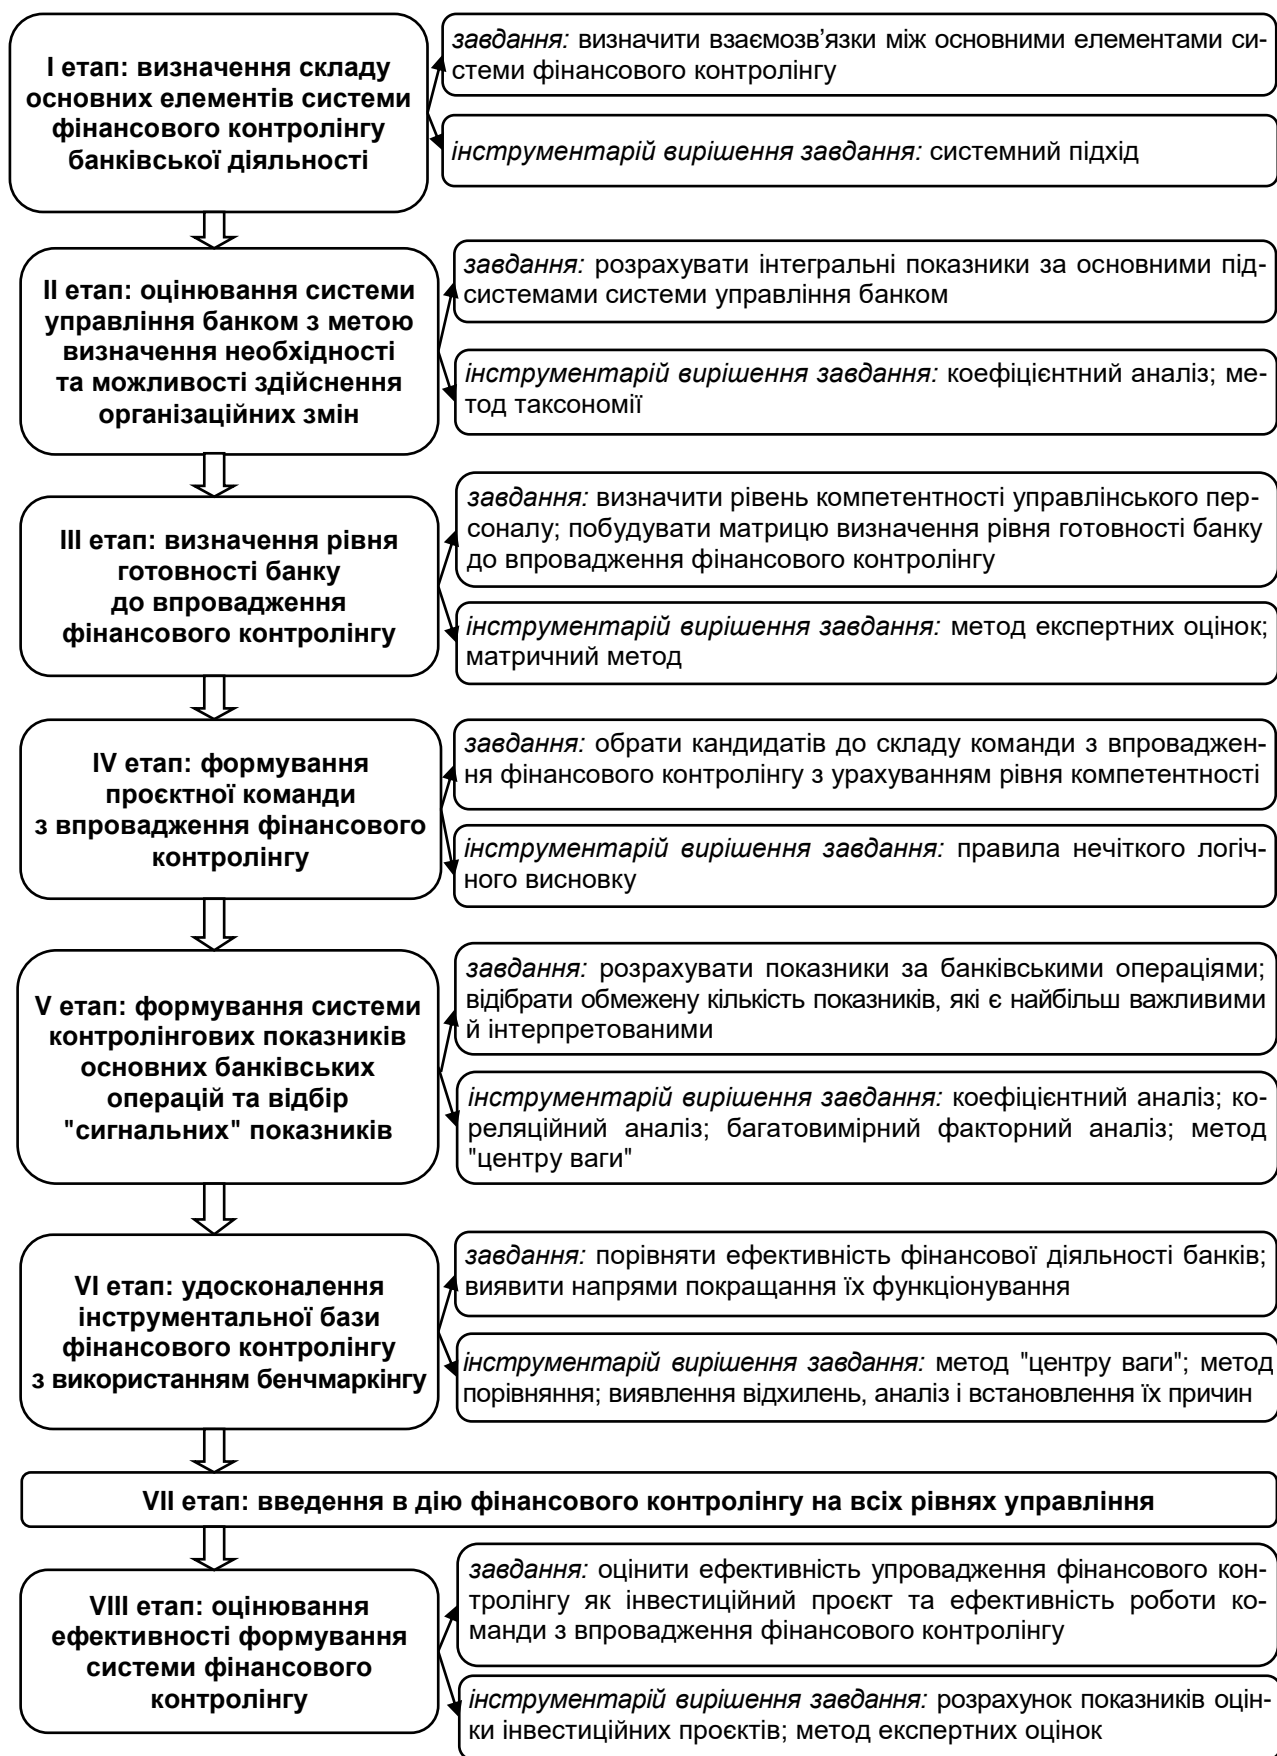 І етап: визначення складу
основних елементів системи
фінансового контролінгу
банківської діяльності
завдання: визначити взаємозв'язки між основними елементами си-
стеми фінансового контролінгу
інструментарій вирішення завдання: системний підхід
ІІ етап: оцінювання системи
управління банком з метою
визначення необхідності
та можливості здійснення
організаційних змін
завдання: розрахувати інтегральні показники за основними під-
системами системи управління банком
інструментарій вирішення завдання: коефіцієнтний аналіз; ме-
тод таксономії
ІІІ етап: визначення рівня
готовності банку
до впровадження
фінансового контролінгу
завдання: визначити рівень компетентності управлінського пер-
соналу; побудувати матрицю визначення рівня готовності банку
до впровадження фінансового контролінгу
інструментарій вирішення завдання: метод експертних оцінок;
матричний метод
IV етап: формування
проєктної команди
з впровадження фінансового
контролінгу
завдання: обрати кандидатів до складу команди з впроваджен-
ня фінансового контролінгу з урахуванням рівня компетентності
інструментарій вирішення завдання: правила нечіткого логіч-
ного висновку
V етап: формування системи
контролінгових показників
основних банківських
операцій та відбір
"сигнальних" показників
завдання: розрахувати показники за банківськими операціями;
відібрати обмежену кількість показників, які є найбільш важливими
й інтерпретованими
інструментарій вирішення завдання: коефіцієнтний аналіз; ко-
реляційний аналіз; багатовимірний факторний аналіз; метод
"центру ваги"
VI етап: удосконалення
інструментальної бази
фінансового контролінгу
з використанням бенчмаркінгу
завдання: порівняти ефективність фінансової діяльності банків;
виявити напрями покращання їх функціонування
інструментарій вирішення завдання: метод "центру ваги"; метод
порівняння; виявлення відхилень, аналіз і встановлення їх причин
VII етап: введення в дію фінансового контролінгу на всіх рівнях управління
VIII етап: оцінювання
ефективності формування
системи фінансового
контролінгу
завдання: оцінити ефективність упровадження фінансового кон-
тролінгу як інвестиційний проєкт та ефективність роботи ко-
манди з впровадження фінансового контролінгу
інструментарій вирішення завдання: розрахунок показників оцін-
ки інвестиційних проєктів; метод експертних оцінок